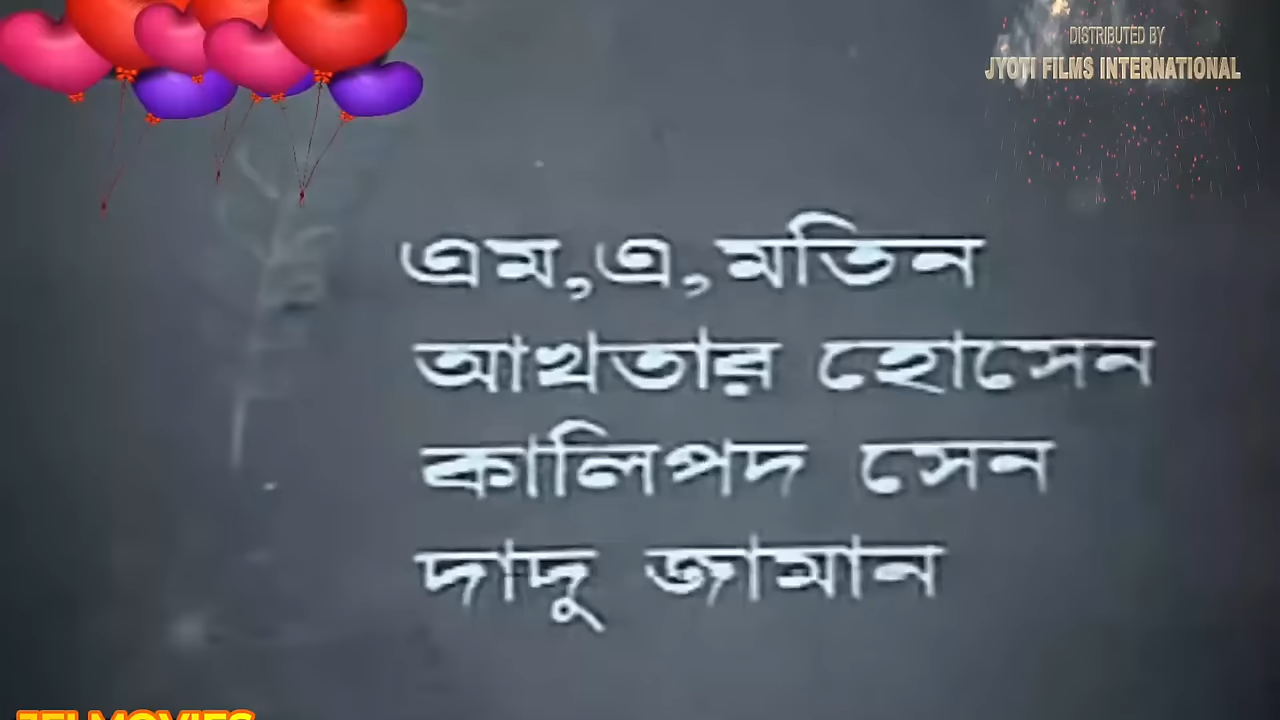 DISTRIBUTED BY
JYOTI FILMS INTERNATIONAL
এম,এ,মতিন
আখতার হোসেন
কালিপদ সেন
দাদু জামান